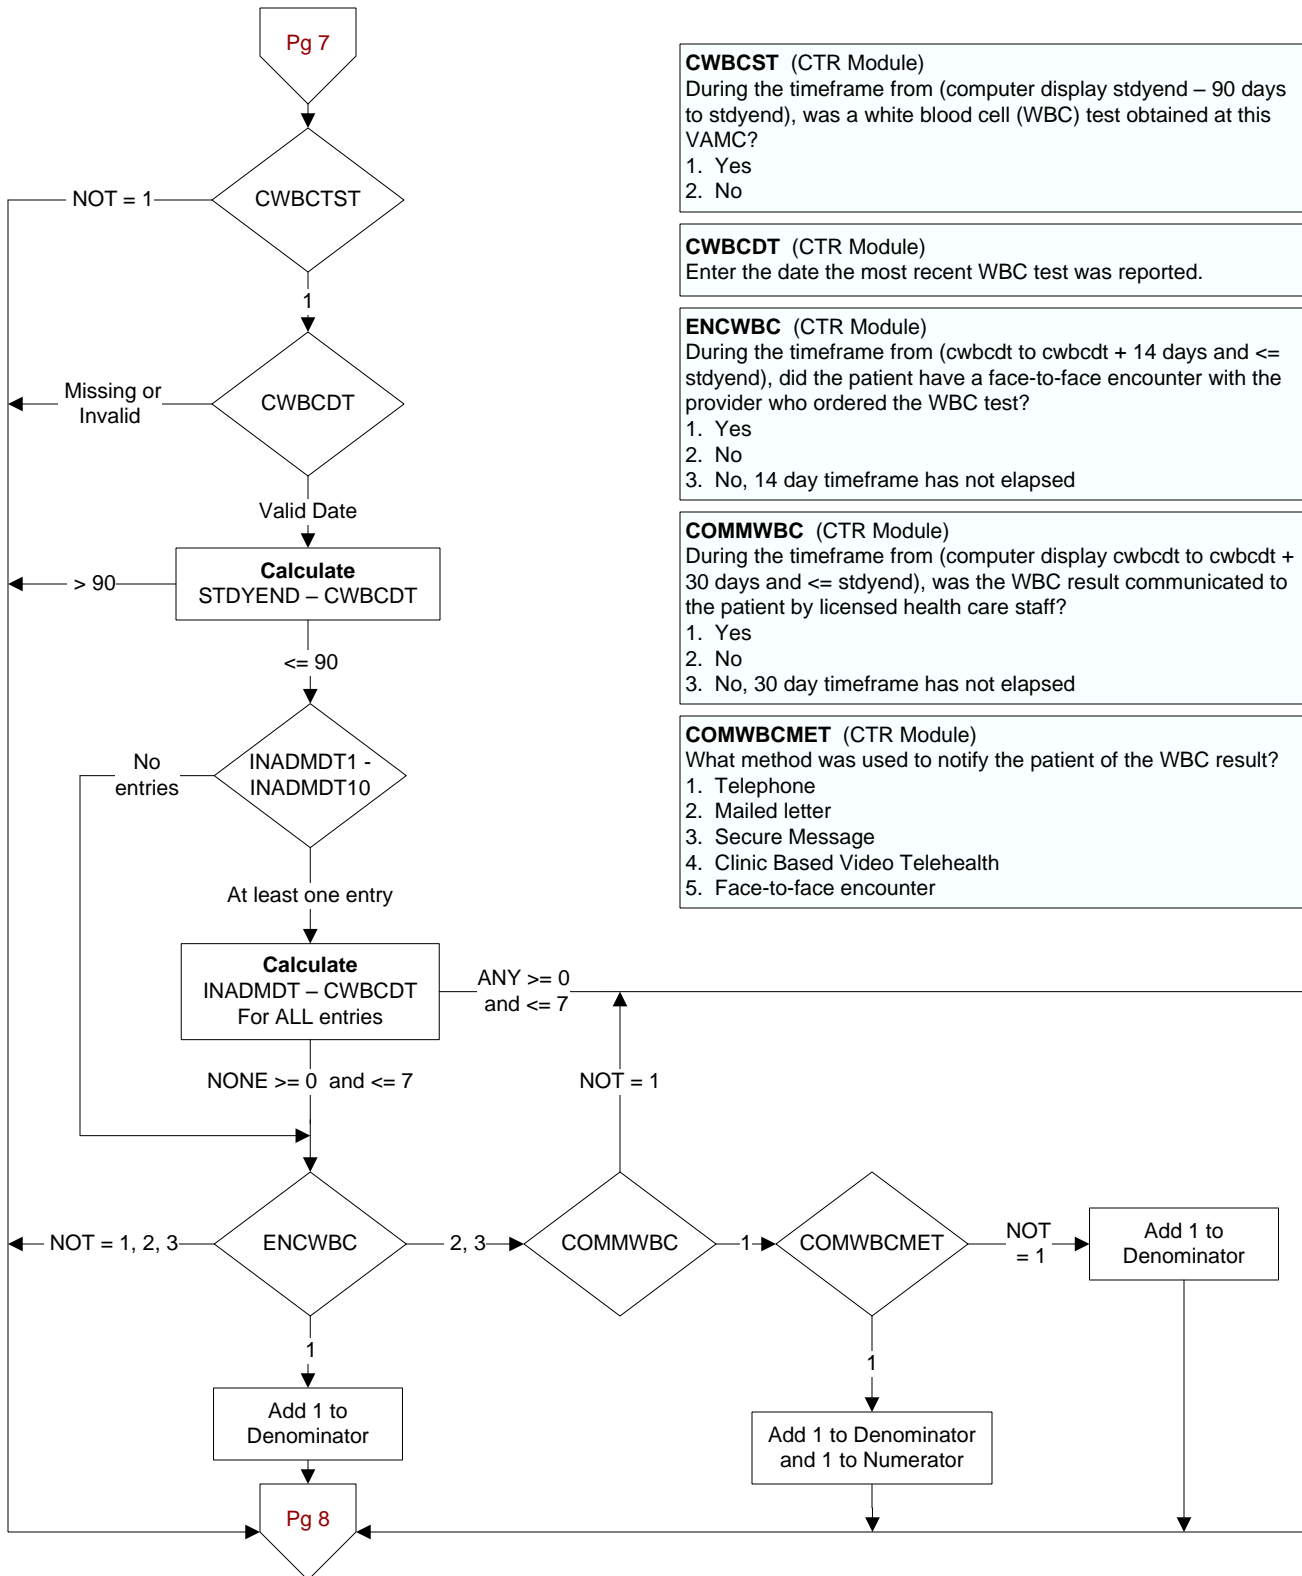 Pg 7
CWBCTST
NOT = 1
1
CWBCDT
Missing or
Invalid
Valid Date
Calculate
STDYEND – CWBCDT
> 90
<= 90
INADMDT1 -
INADMDT10
No
entries
At least one entry
Calculate
INADMDT – CWBCDT
For ALL entries
ANY >= 0
and <= 7
NONE >= 0 and <= 7
NOT = 1
ENCWBC
NOT = 1, 2, 3
2, 3
COMMWBC
1
COMWBCMET
NOT
= 1
Add 1 to
Denominator
1
Add 1 to
Denominator
1
Add 1 to Denominator
and 1 to Numerator
Pg 8
CWBCST (CTR Module)
During the timeframe from (computer display stdyend – 90 days
to stdyend), was a white blood cell (WBC) test obtained at this
VAMC?
1. Yes
2. No
CWBCDT (CTR Module)
Enter the date the most recent WBC test was reported.
ENCWBC (CTR Module)
During the timeframe from (cwbcdt to cwbcdt + 14 days and <=
stdyend), did the patient have a face-to-face encounter with the
provider who ordered the WBC test?
1. Yes
2. No
3. No, 14 day timeframe has not elapsed
COMMWBC (CTR Module)
During the timeframe from (computer display cwbcdt to cwbcdt +
30 days and <= stdyend), was the WBC result communicated to
the patient by licensed health care staff?
1. Yes
2. No
3. No, 30 day timeframe has not elapsed
COMWBCMET (CTR Module)
What method was used to notify the patient of the WBC result?
1. Telephone
2. Mailed letter
3. Secure Message
4. Clinic Based Video Telehealth
5. Face-to-face encounter